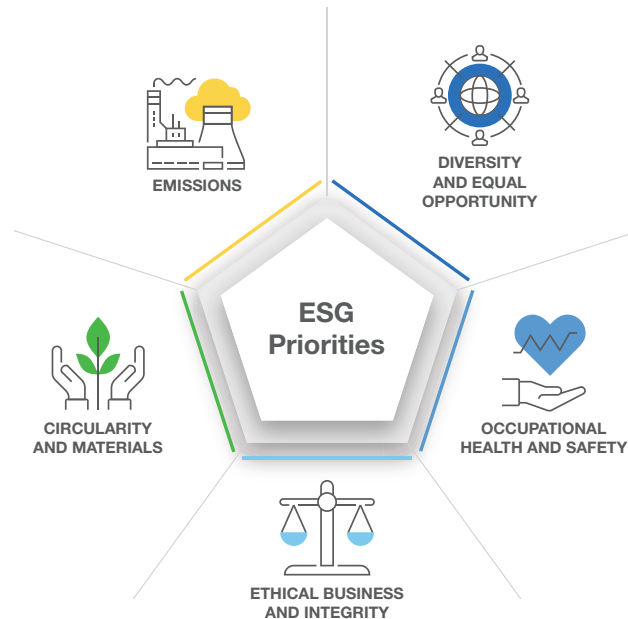 EMISSIONS
DIVERSITY
AND EQUAL
OPPORTUNITY
ESG
Priorities
CIRCULARITY
AND MATERIALS
OCCUPATIONAL
HEALTH AND SAFETY
ETHICAL BUSINESS
AND INTEGRITY